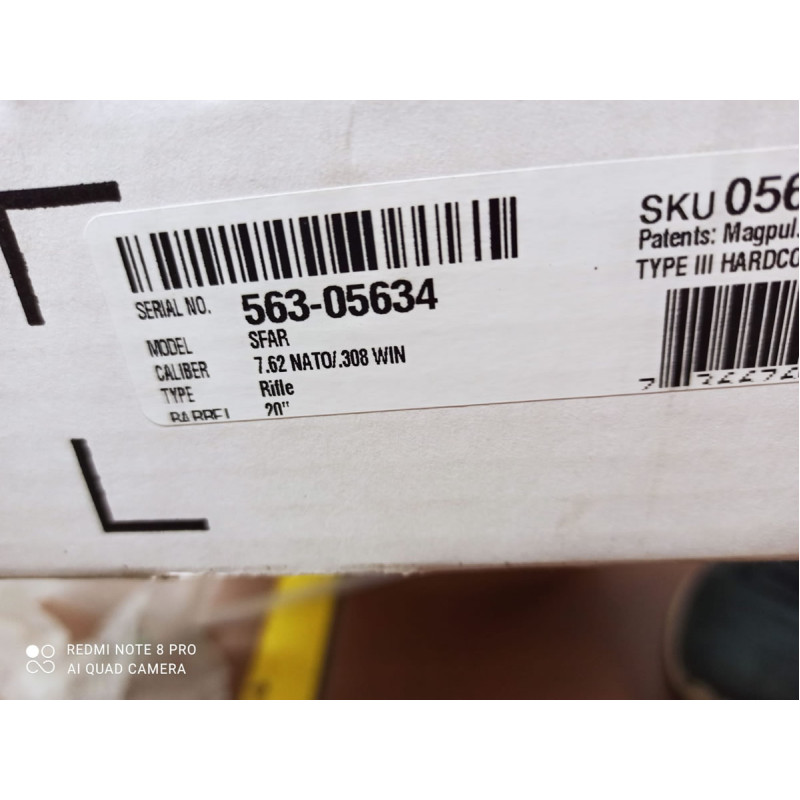 SERIAL NO. 563-05634
MODEL SFAR
CALIBER 7.62 NATO/.308 WIN
TYPE Rifle
BARREL 20"
SKU 056
Patents: Magpul.
TYPE III HARDCO
REDMI NOTE 8 PRO
AI QUAD CAMERA